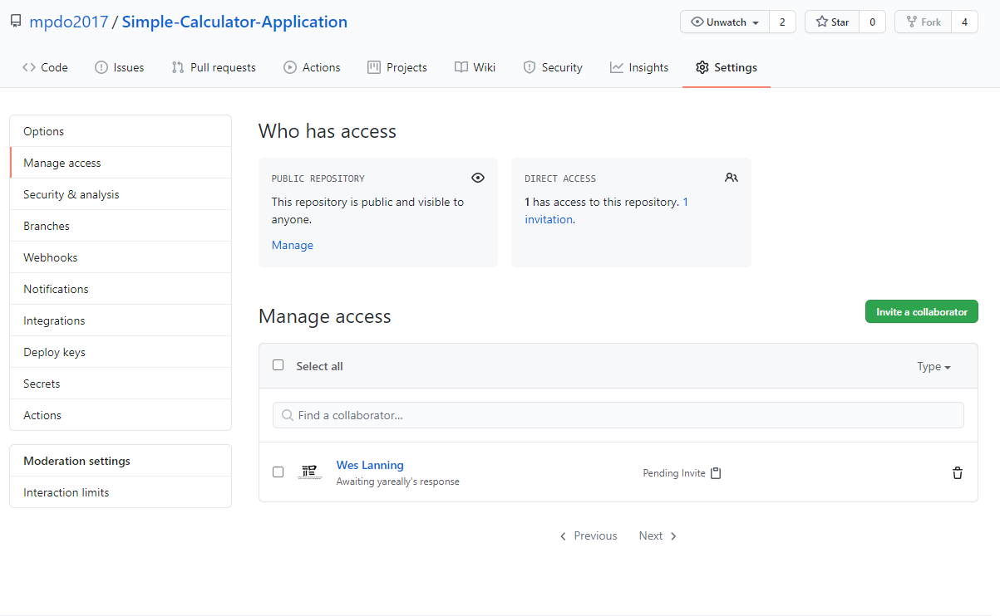 mpdo2017 / Simple-Calculator-Application
Unwatch 2 Star 0 Fork 4
Code Issues Pull requests Actions Projects Wiki Security Insights Settings
Options
Manage access
Security & analysis
Branches
Webhooks
Notifications
Integrations
Deploy keys
Secrets
Actions
Moderation settings
Interaction limits
Who has access
PUBLIC REPOSITORY
This repository is public and visible to
anyone.
Manage
DIRECT ACCESS
1 has access to this repository. 1
invitation.
Manage access
Invite a collaborator
Select all
Type
Find a collaborator...
Wes Lanning
Awaiting yareally's response
Pending Invite
Previous Next